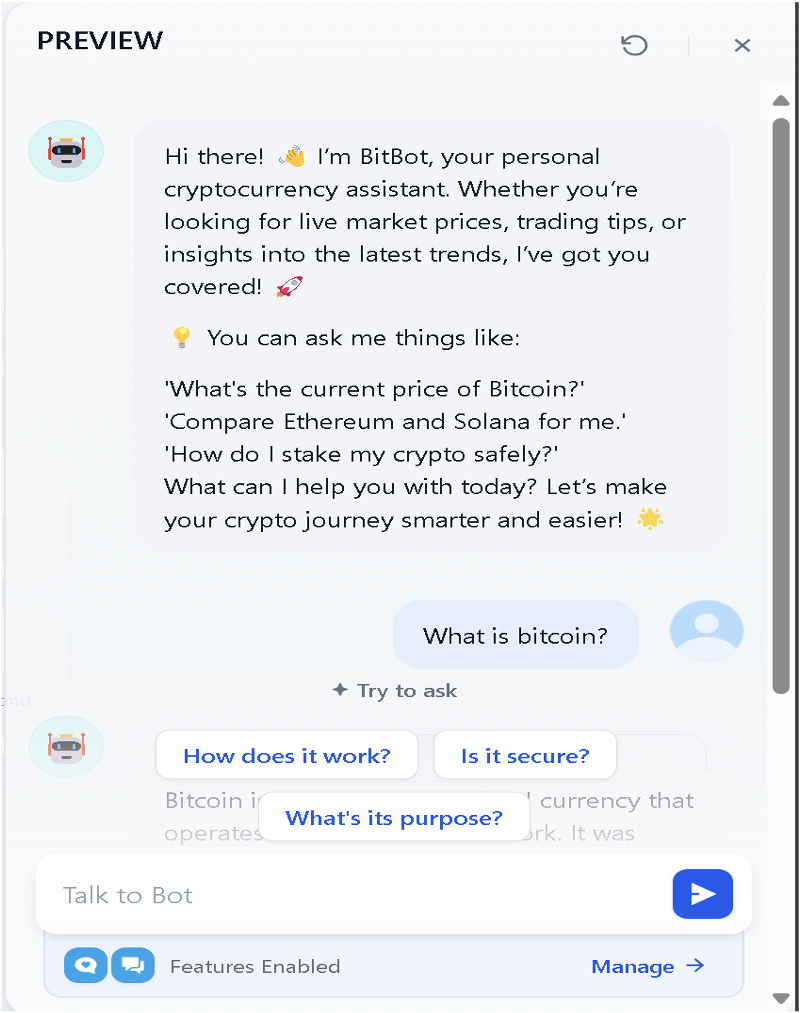 PREVIEW
Hi there! 👋 I’m BitBot, your personal
cryptocurrency assistant. Whether you’re
looking for live market prices, trading tips, or
insights into the latest trends, I’ve got you
covered! 🚀
💡 You can ask me things like:
'What's the current price of Bitcoin?'
'Compare Ethereum and Solana for me.'
'How do I stake my crypto safely?'
What can I help you with today? Let’s make
your crypto journey smarter and easier! 🌟
What is bitcoin?
Try to ask
How does it work?
Is it secure?
Bitcoin currency that
What's its purpose?
operates It was
Talk to Bot
Features Enabled
Manage →